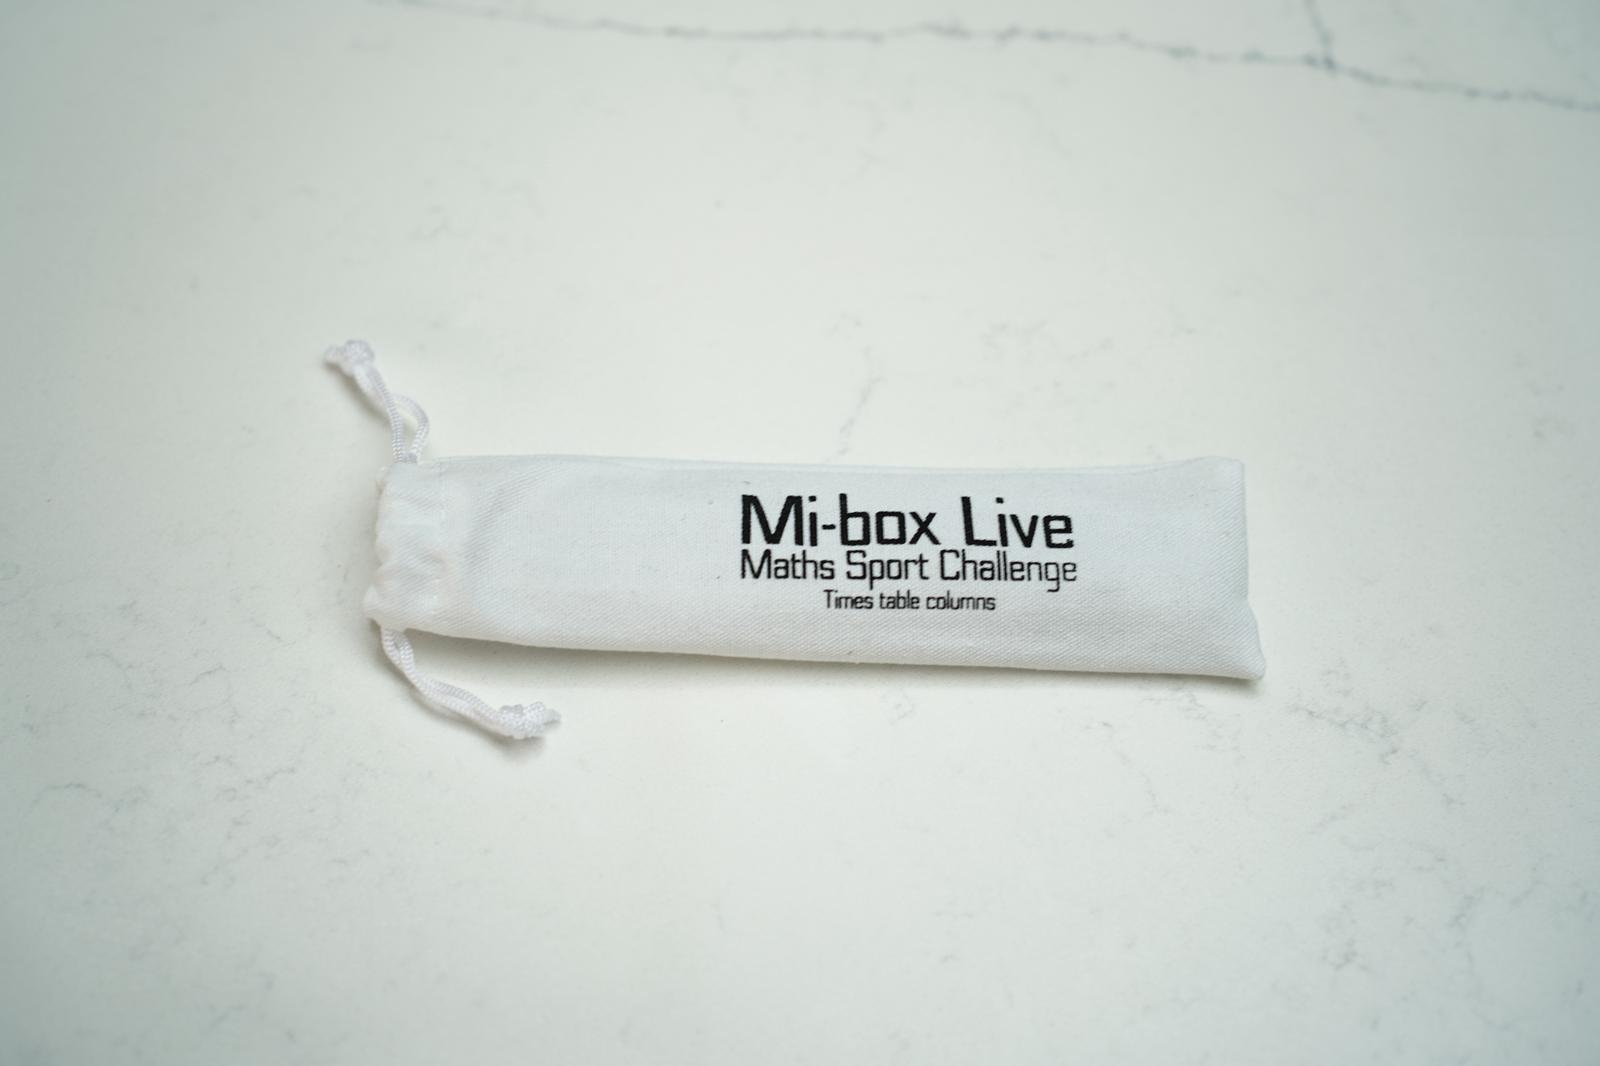 Mi-box Live
Maths Sport Challenge
Times table columns